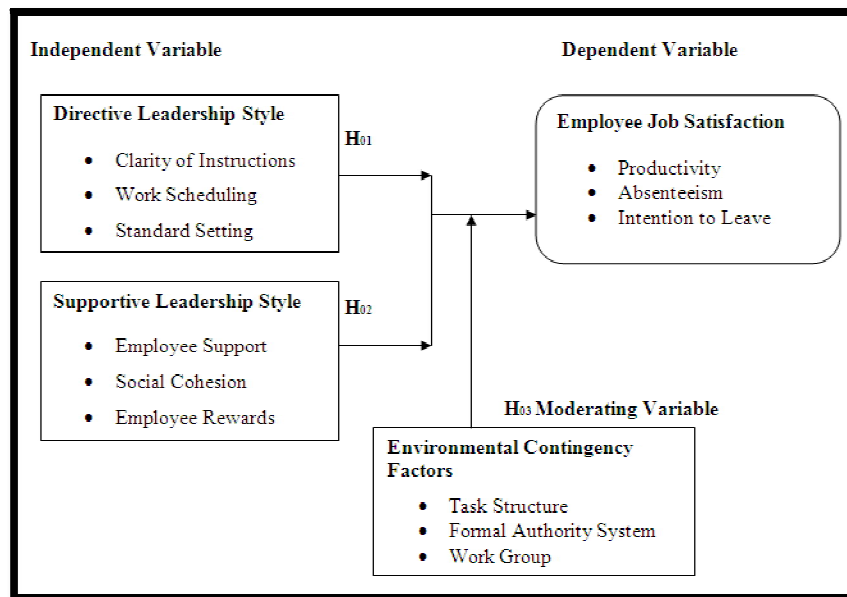 Independent Variable
Dependent Variable
Directive Leadership Style
• Clarity of Instructions
• Work Scheduling
• Standard Setting
H01
Employee Job Satisfaction
• Productivity
• Absenteeism
• Intention to Leave
Supportive Leadership Style
• Employee Support
• Social Cohesion
• Employee Rewards
H02
H03 Moderating Variable
Environmental Contingency
Factors
• Task Structure
• Formal Authority System
• Work Group